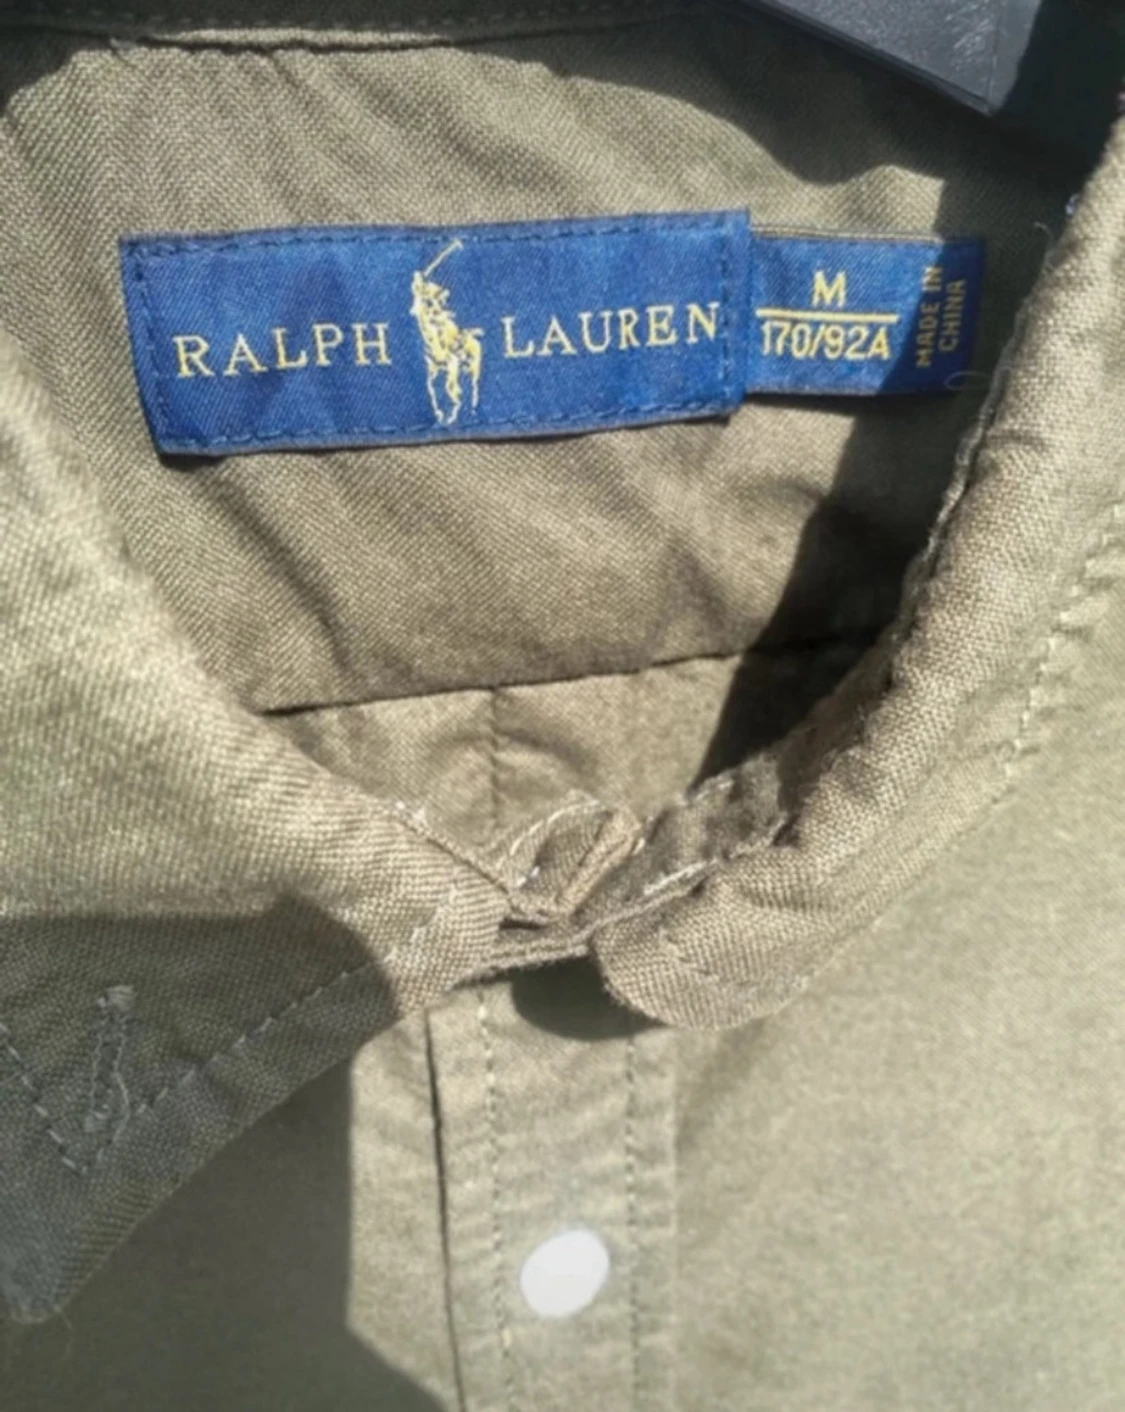 RALPH LAUREN
M
170/92A
MADE IN
CHINA